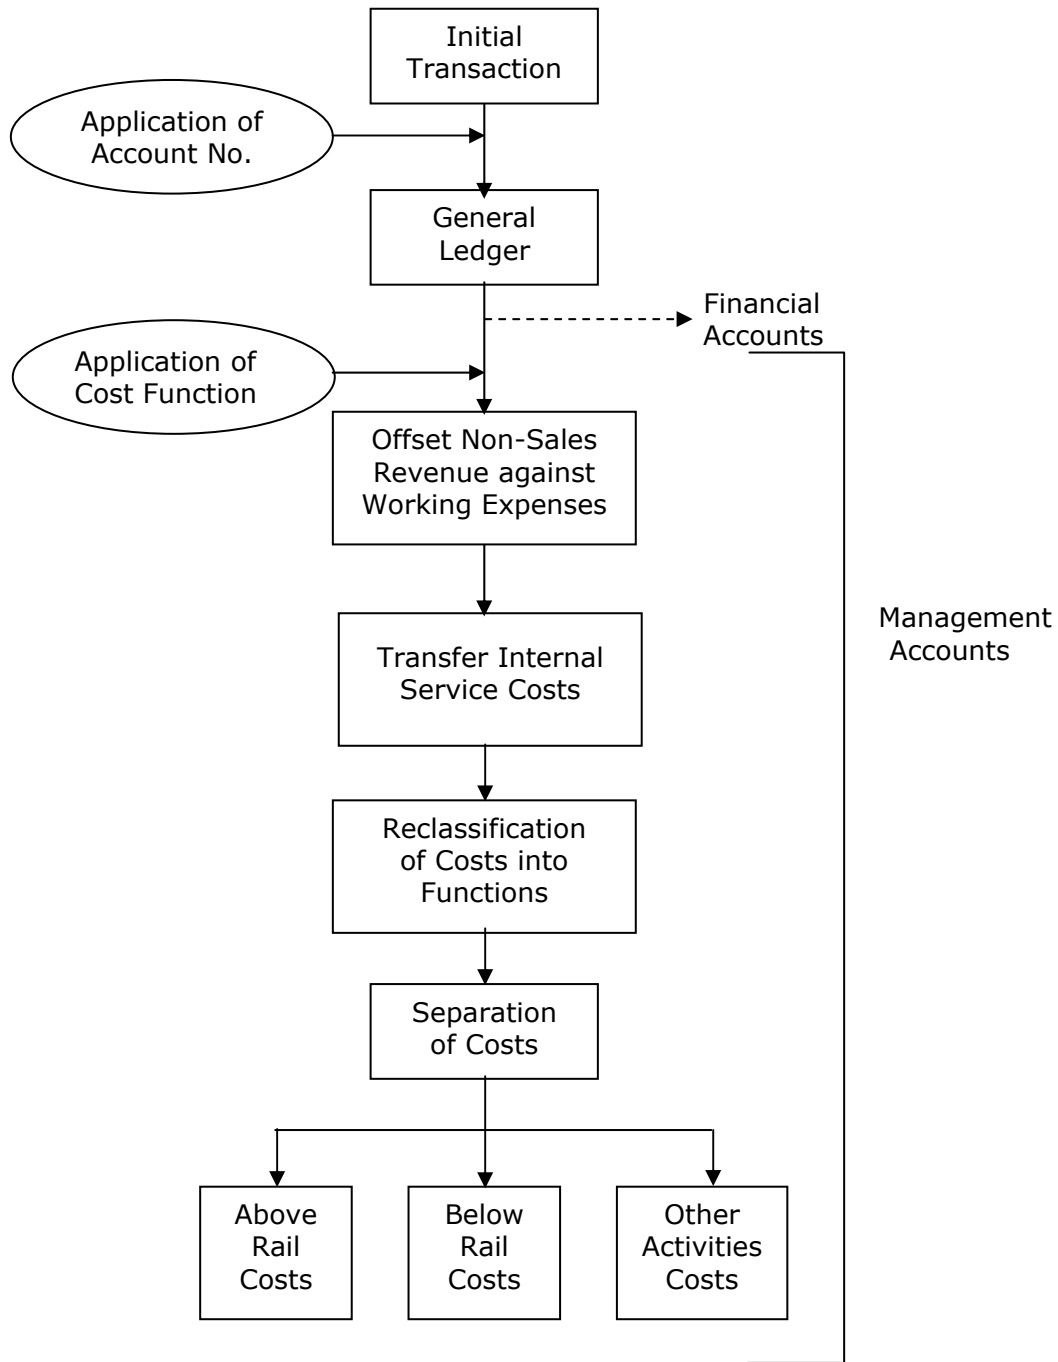 Initial
Transaction
Application of
Account No.
General
Ledger
Financial
Accounts
Application of
Cost Function
Offset Non-Sales
Revenue against
Working Expenses
Management
Accounts
Transfer Internal
Service Costs
Reclassification
of Costs into
Functions
Separation
of Costs
Above
Rail
Costs
Below
Rail
Costs
Other
Activities
Costs